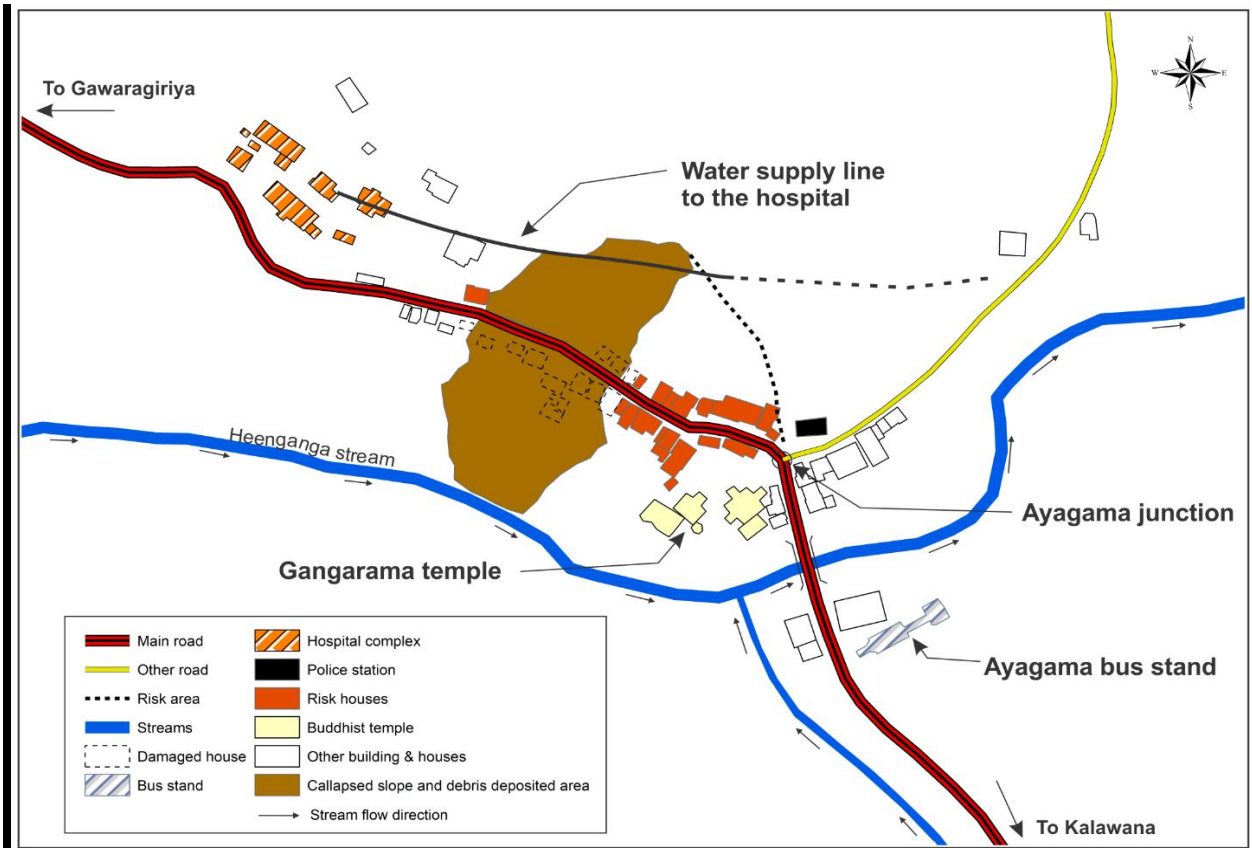 N
W
E
S
To Gawaragiriya
Water supply line
to the hospital
Heenganga stream
Ayagama junction
Gangarama temple
Ayagama bus stand
To Kalawana
Main road
Other road
Risk area
Streams
Damaged house
Bus stand
Hospital complex
Police station
Risk houses
Buddhist temple
Other building & houses
Callapsed slope and debris deposited area
Stream flow direction